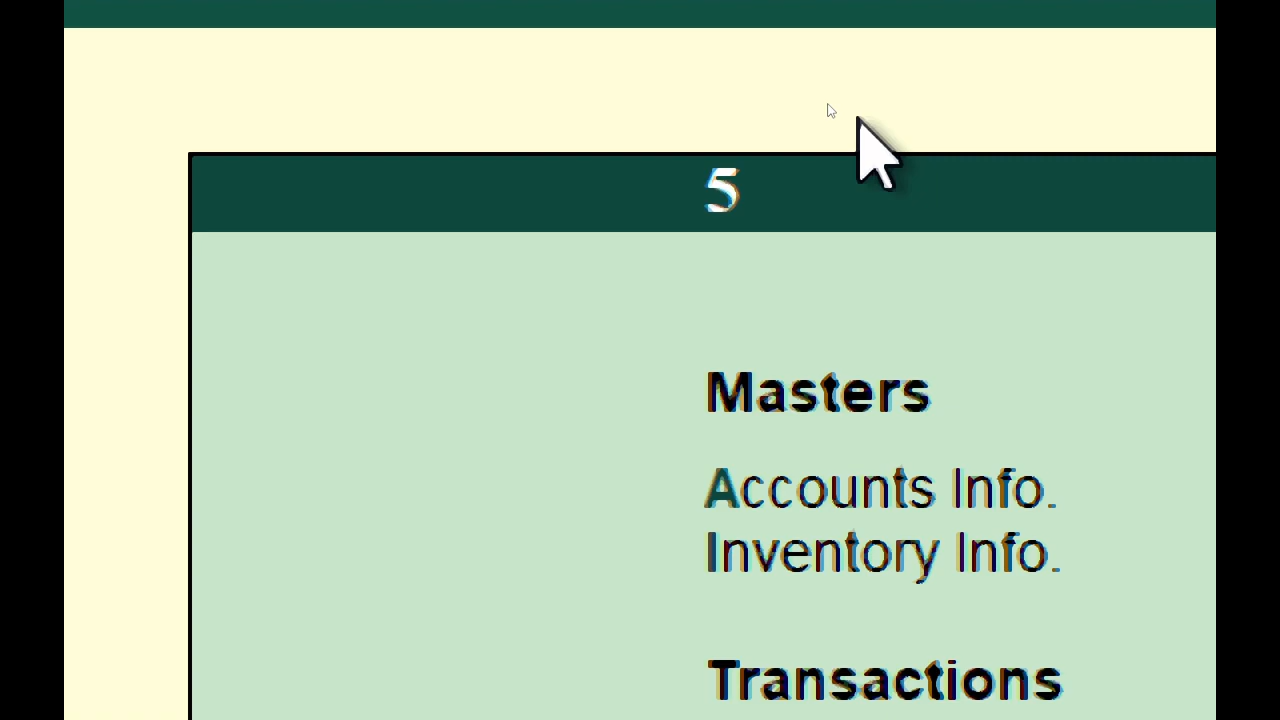 5
Masters
Accounts Info.
Inventory Info.
Transactions